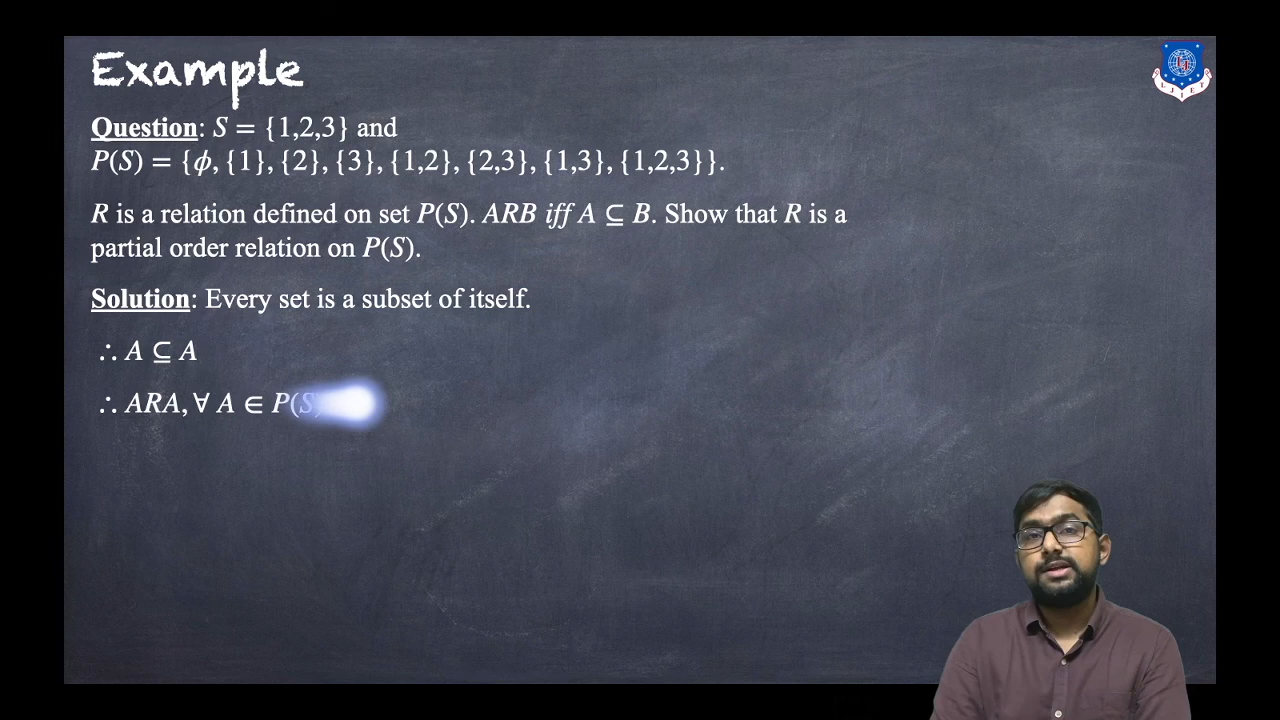 Example
Question: S = {1,2,3} and
P(S) = {ϕ, {1}, {2}, {3}, {1,2}, {2,3}, {1,3}, {1,2,3}}.
R is a relation defined on set P(S). ARB iff A ⊆ B. Show that R is a
partial order relation on P(S).
Solution: Every set is a subset of itself.
∴ A ⊆ A
∴ ARA, ∀ A ∈ P(S